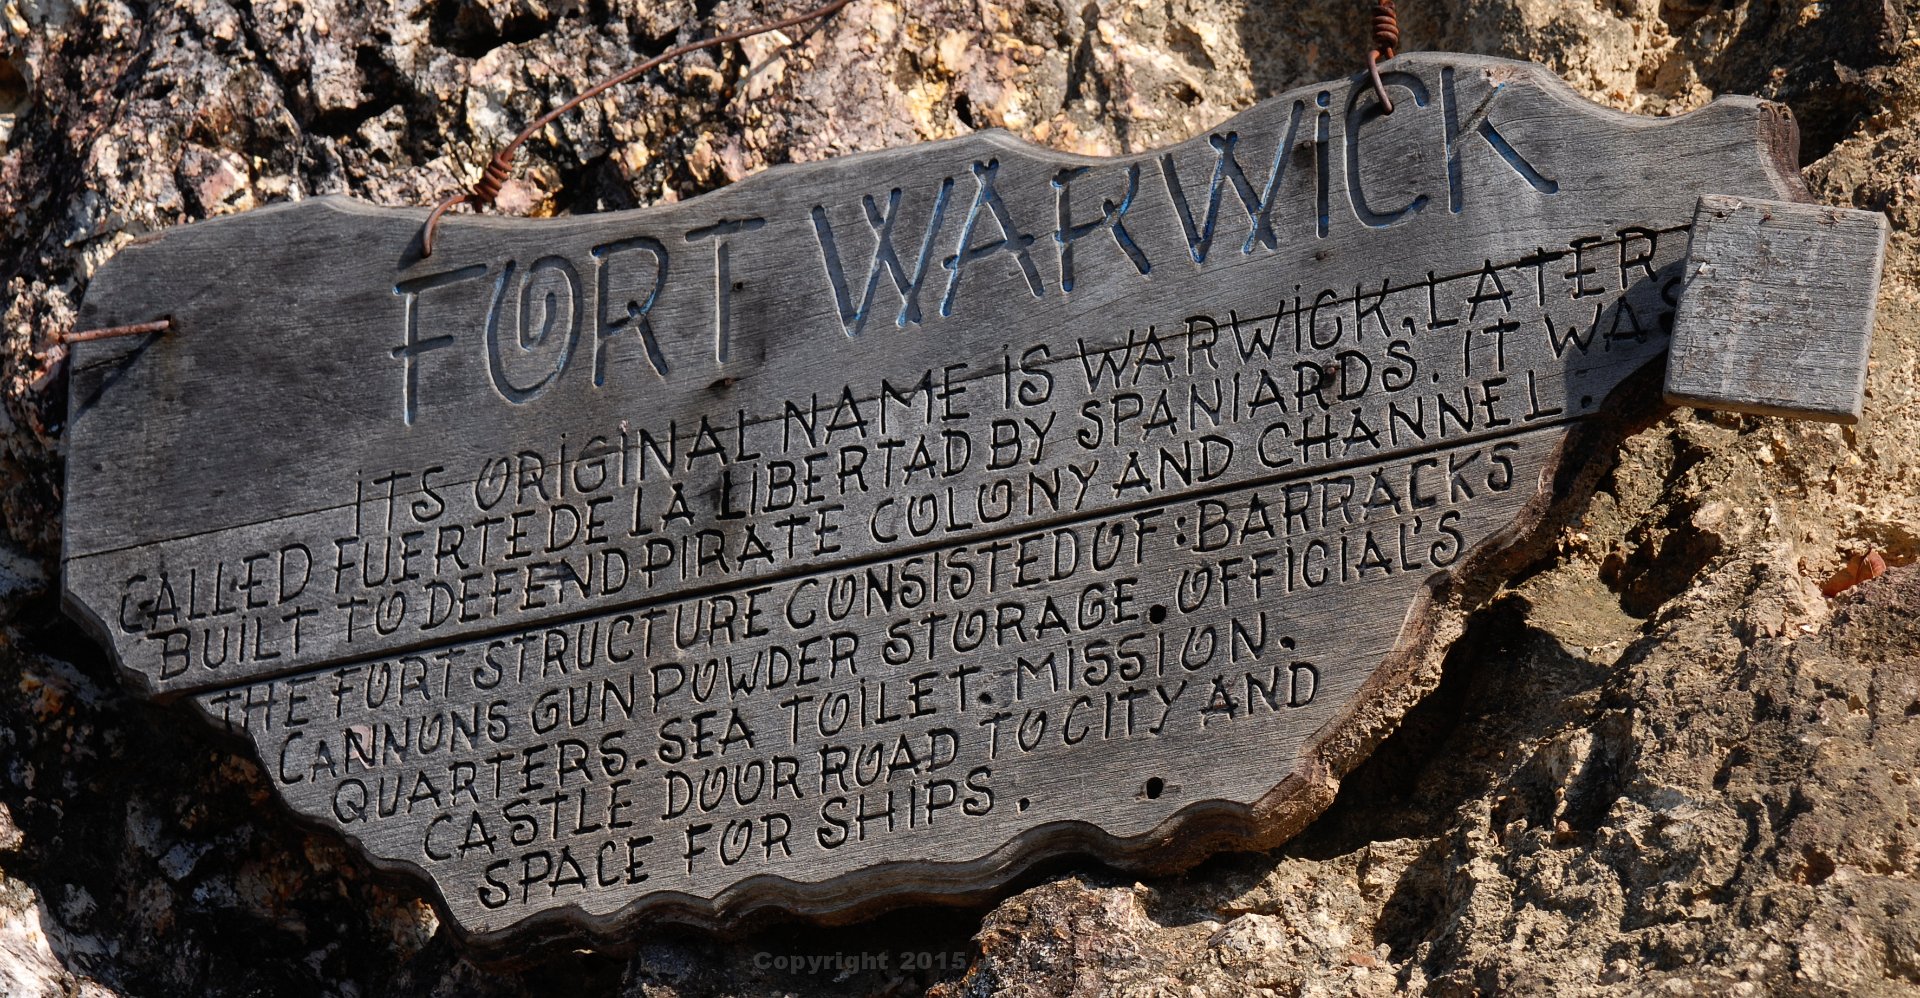 FORT WARWICK
ITS ORIGINAL NAME IS WARWICK, LATER
CALLED FUERTE DE LA LIBERTAD BY SPANIARDS. IT WAS
BUILT TO DEFEND PIRATE COLONY AND CHANNEL.
THE FORT STRUCTURE CONSISTED OF: BARRACKS
CANNONS GUN POWDER STORAGE. OFFICIAL'S
QUARTERS. SEA TOILET. MISSION.
CASTLE DOOR ROAD TO CITY AND
SPACE FOR SHIPS.
Copyright 2015